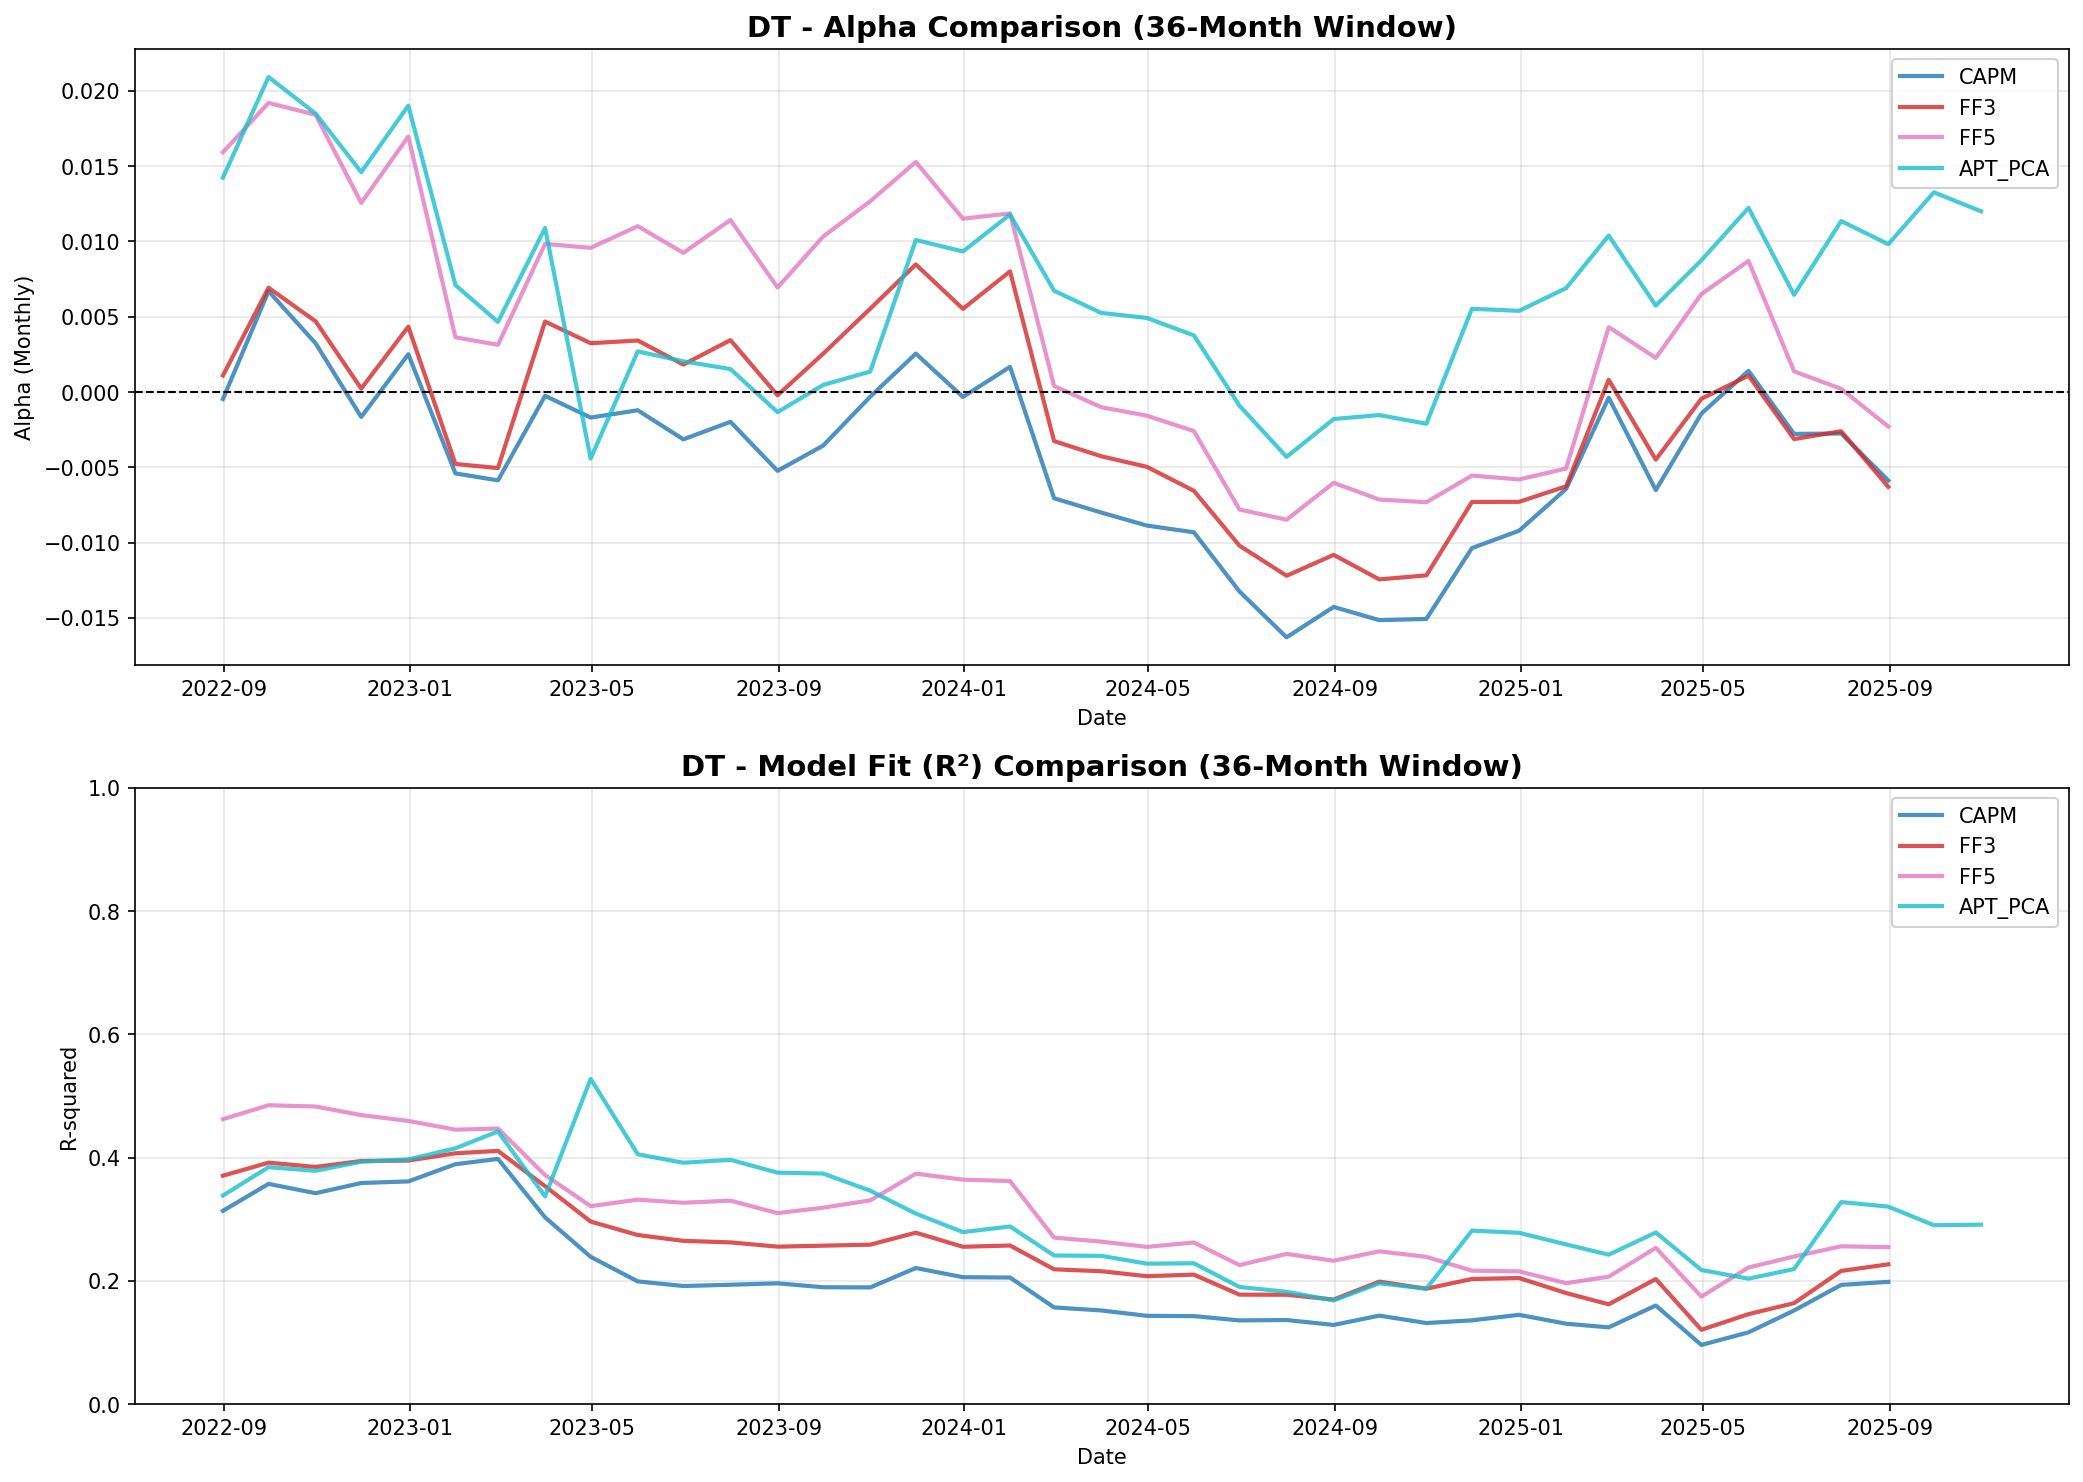 DT - Alpha Comparison (36-Month Window)
Alpha (Monthly)
0.020
0.015
0.010
0.005
0.000
−0.005
−0.010
−0.015
CAPM
FF3
FF5
APT_PCA
2022-09 2023-01 2023-05 2023-09 2024-01 2024-05 2024-09 2025-01 2025-05 2025-09
Date
DT - Model Fit (R²) Comparison (36-Month Window)
R-squared
1.0
0.8
0.6
0.4
0.2
0.0
CAPM
FF3
FF5
APT_PCA
2022-09 2023-01 2023-05 2023-09 2024-01 2024-05 2024-09 2025-01 2025-05 2025-09
Date